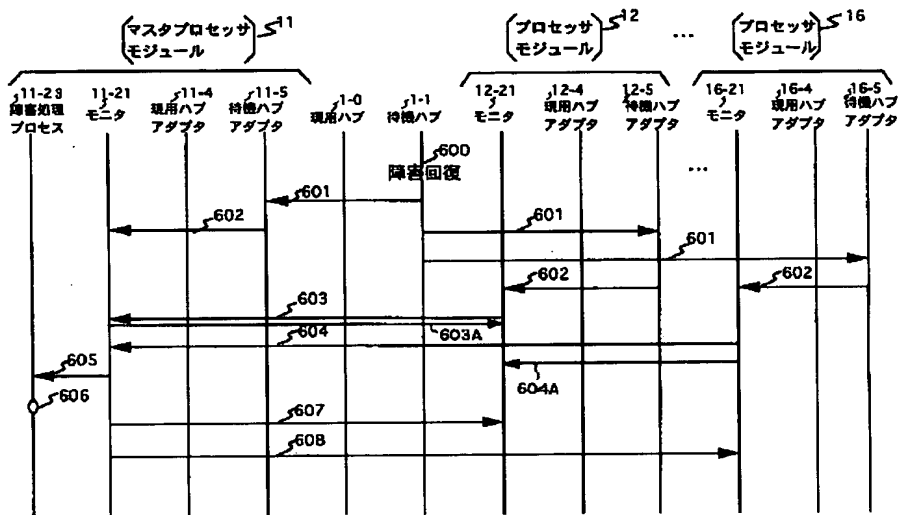 マスタプロセッサ
モジュール
11
プロセッサ
モジュール
12
...
プロセッサ
モジュール
16
11-23
障害処理
プロセス
11-21
モニタ
11-4
現用ハブ
アダプタ
11-5
待機ハブ
アダプタ
1-0
現用ハブ
1-1
待機ハブ
12-21
モニタ
12-4
現用ハブ
アダプタ
12-5
待機ハブ
アダプタ
16-21
モニタ
16-4
現用ハブ
アダプタ
16-5
待機ハブ
アダプタ
600
障害回復
...
601
602
601
601
602
602
603
603A
604
604A
605
606
607
608